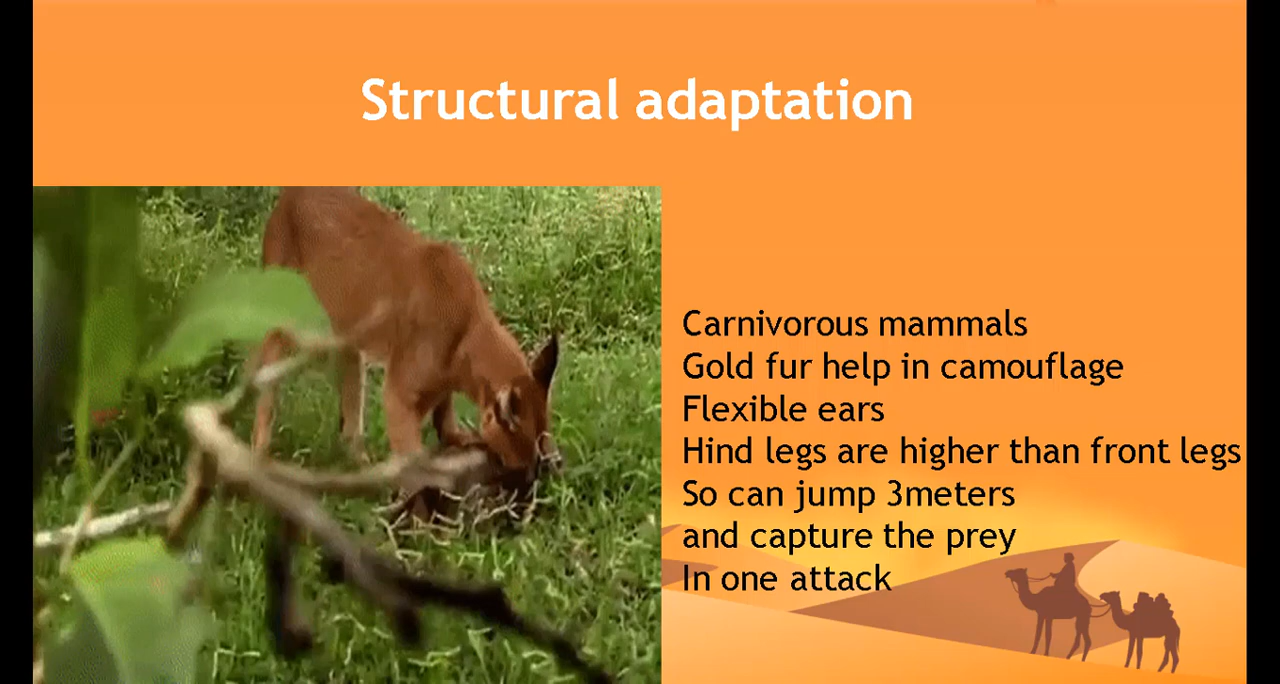 Structural adaptation
Carnivorous mammals
Gold fur help in camouflage
Flexible ears
Hind legs are higher than front legs
So can jump 3meters
and capture the prey
In one attack